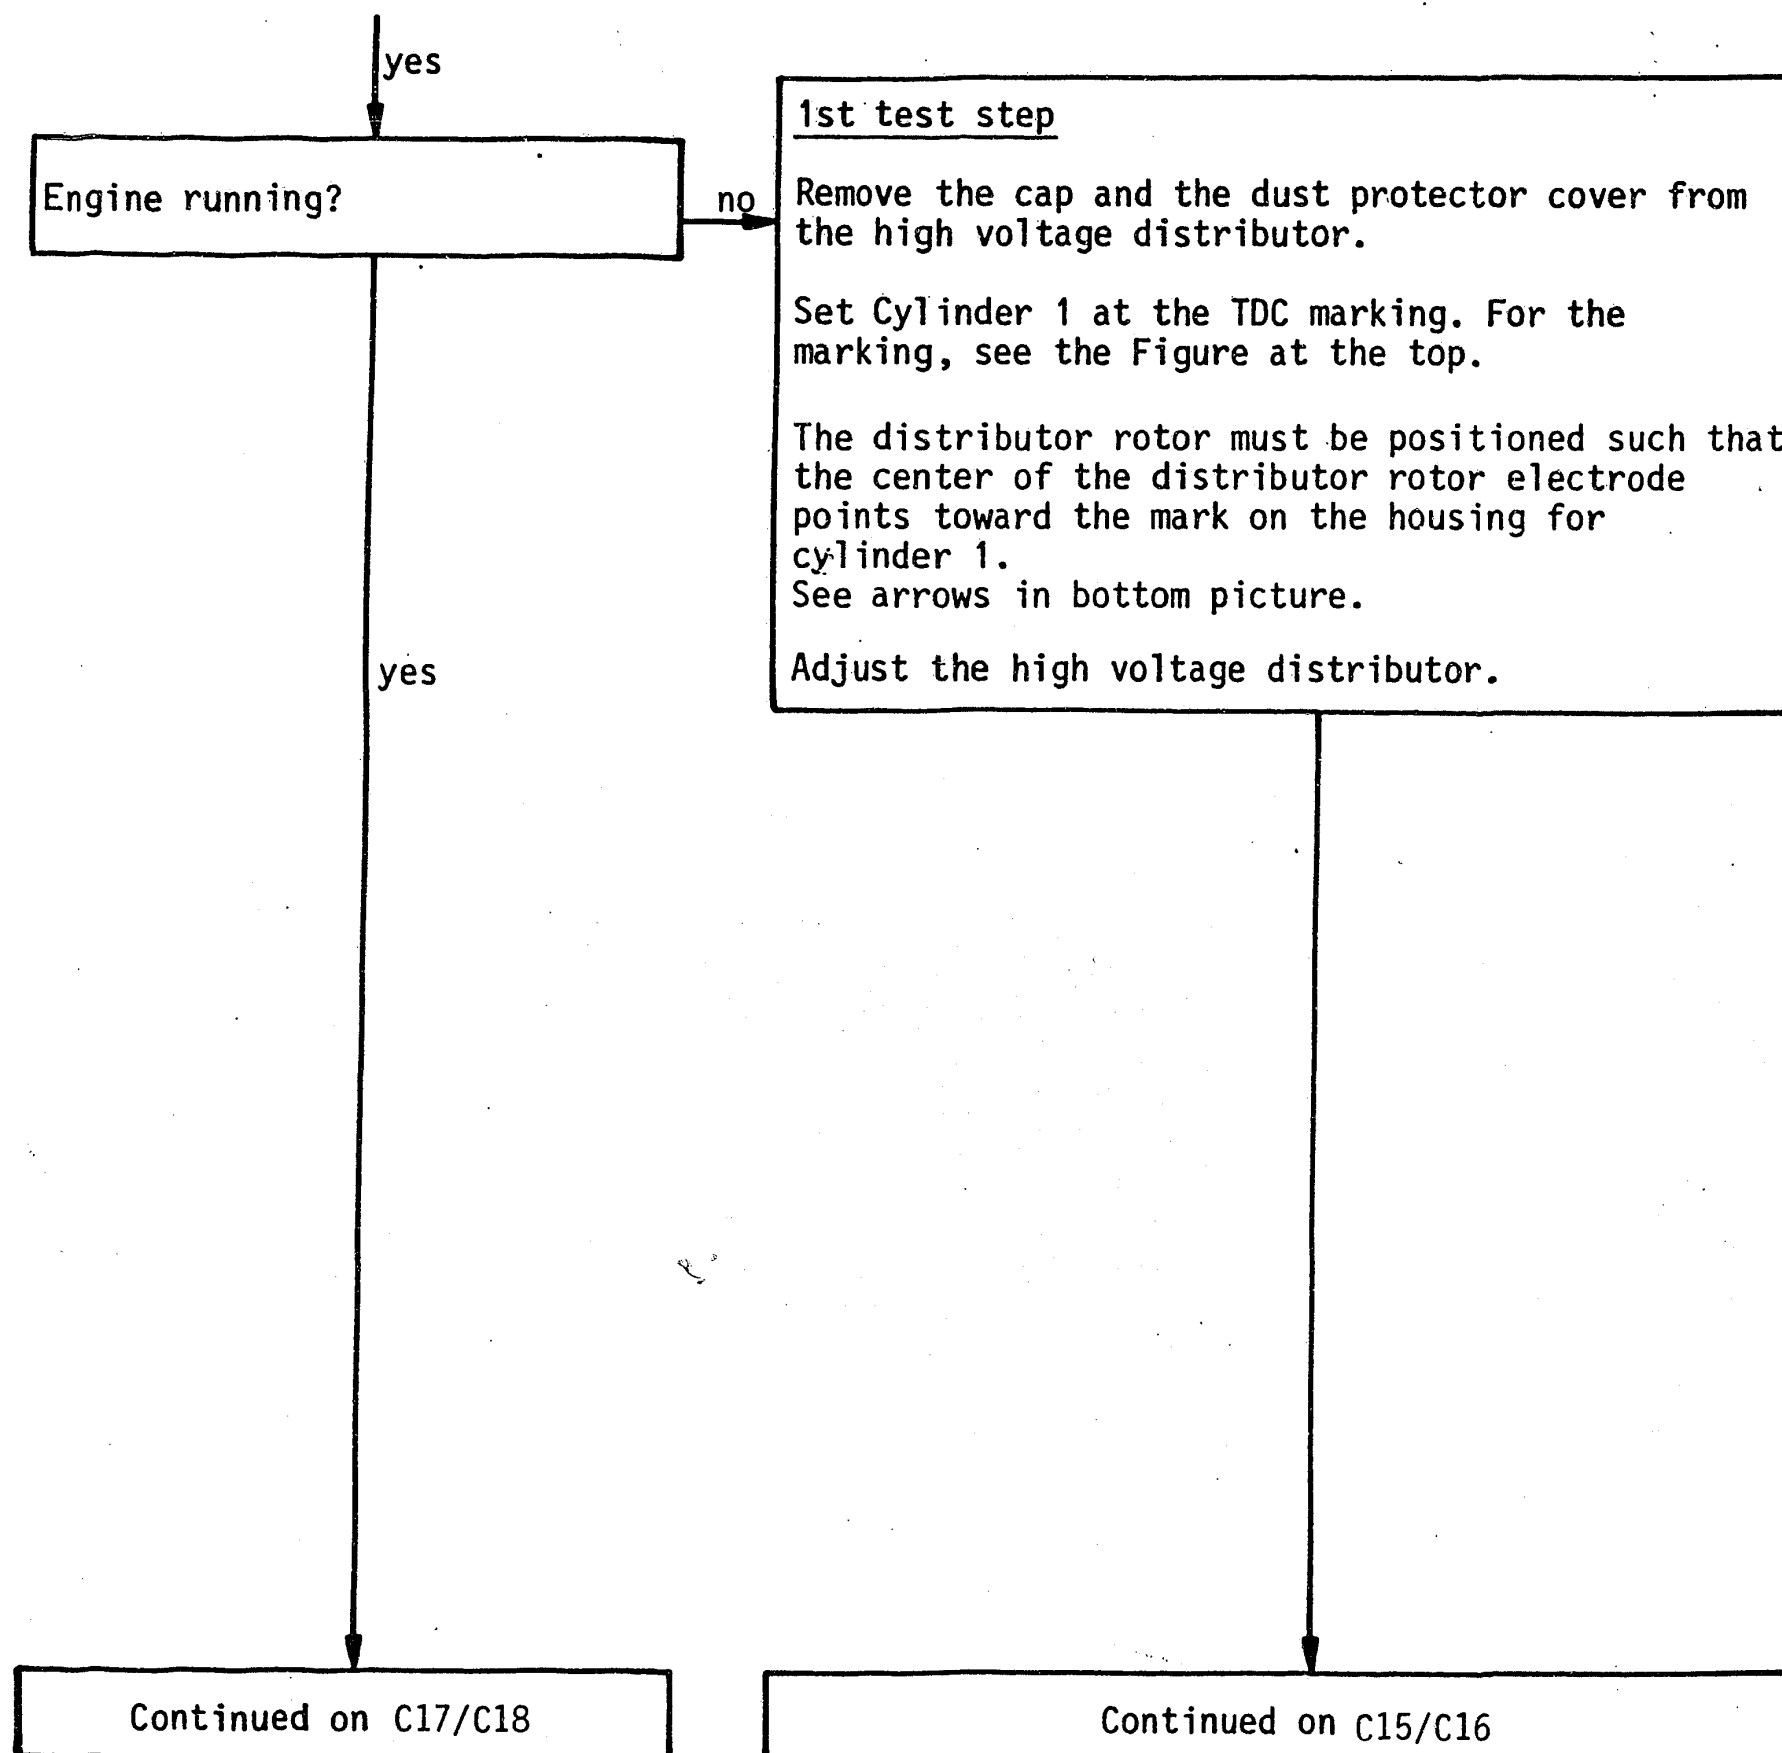 yes
Engine running?
no
1st test step
Remove the cap and the dust protector cover from
the high voltage distributor.
Set Cylinder 1 at the TDC marking. For the
marking, see the Figure at the top.
The distributor rotor must be positioned such that
the center of the distributor rotor electrode
points toward the mark on the housing for
cylinder 1.
See arrows in bottom picture.
Adjust the high voltage distributor.
yes
Continued on C17/C18
Continued on C15/C16